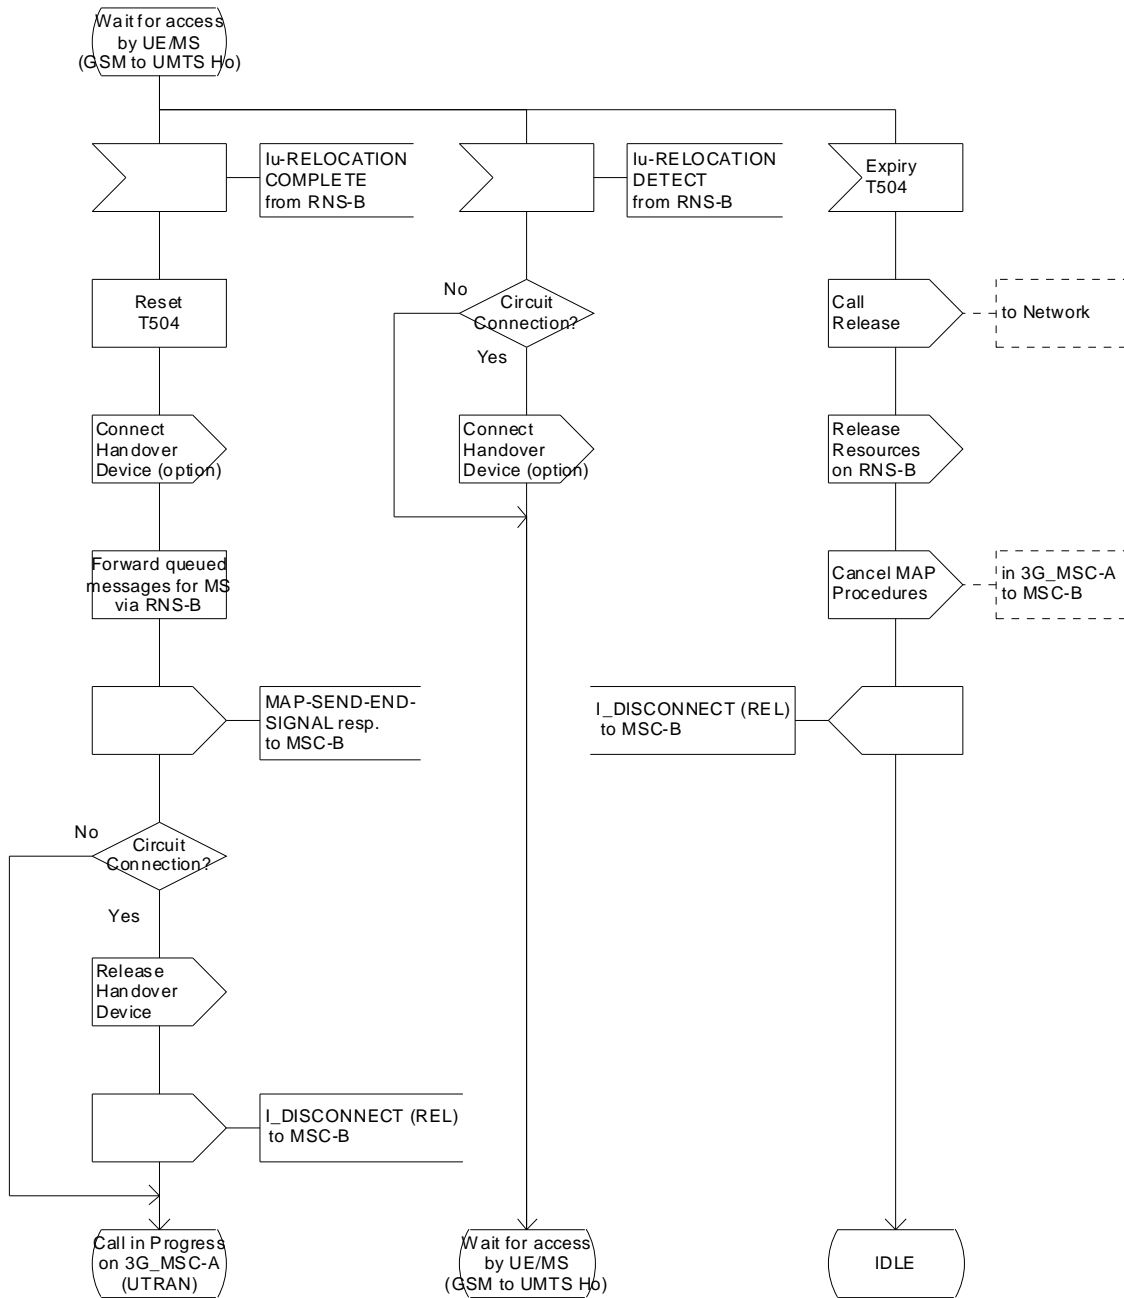 Wait for access
by UE/MS
(GSM to UMTS Ho)
Iu-RELOCATION
COMPLETE
from RNS-B
Iu-RELOCATION
DETECT
from RNS-B
Expiry
T504
Reset
T504
No
Circuit
Connection?
Yes
Call
Release
to Network
Connect
Handover
Device (option)
Connect
Handover
Device (option)
Release
Resources
on RNS-B
Forward queued
messages for MS
via RNS-B
Cancel MAP
Procedures
in 3G_MSC-A
to MSC-B
MAP-SEND-END-
SIGNAL resp.
to MSC-B
I_DISCONNECT (REL)
to MSC-B
No
Circuit
Connection?
Yes
Release
Handover
Device
I_DISCONNECT (REL)
to MSC-B
Call in Progress
on 3G_MSC-A
(UTRAN)
Wait for access
by UE/MS
(GSM to UMTS Ho)
IDLE